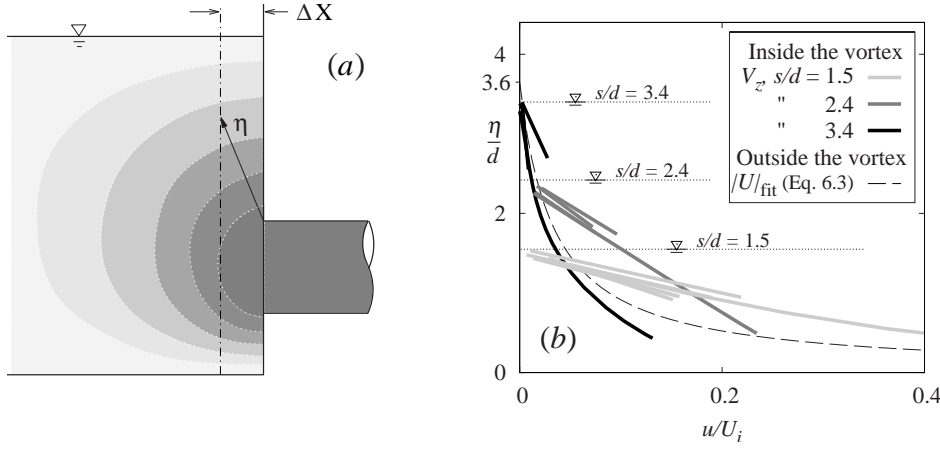 ΔX
(a)
η
4
3.6
2
0
η
d
0
0.2
0.4
u/U_i
(b)
s/d = 3.4
s/d = 2.4
s/d = 1.5
Inside the vortex
V_z, s/d = 1.5
" 2.4
" 3.4
Outside the vortex
|U|_fit (Eq. 6.3)